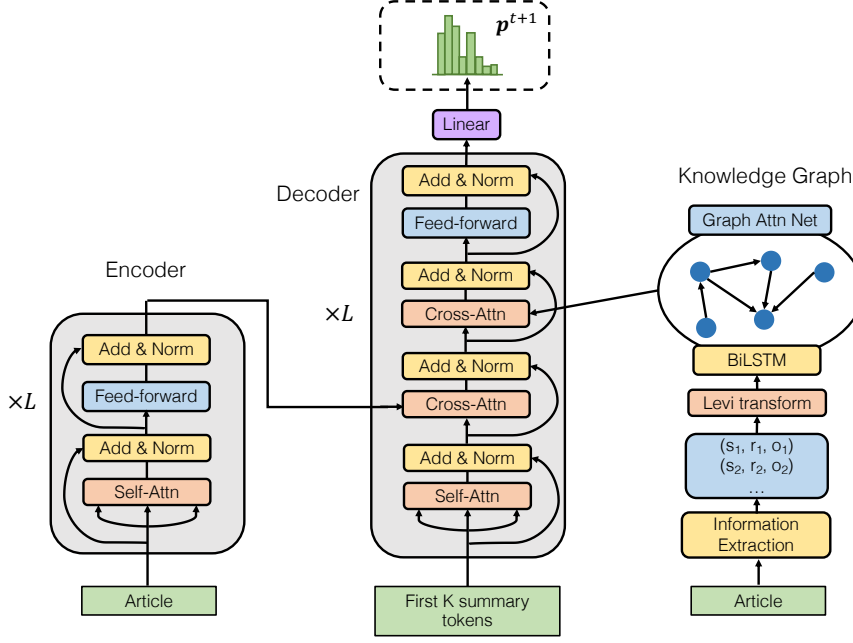 p^{t+1}
Linear
Decoder
Add & Norm
Feed-forward
Add & Norm
×L
Cross-Attn
Add & Norm
Cross-Attn
Add & Norm
Self-Attn
First K summary
tokens
Encoder
Add & Norm
×L
Feed-forward
Add & Norm
Self-Attn
Article
Knowledge Graph
Graph Attn Net
BiLSTM
Levi transform
(s₁, r₁, o₁)
(s₂, r₂, o₂)
...
Information
Extraction
Article